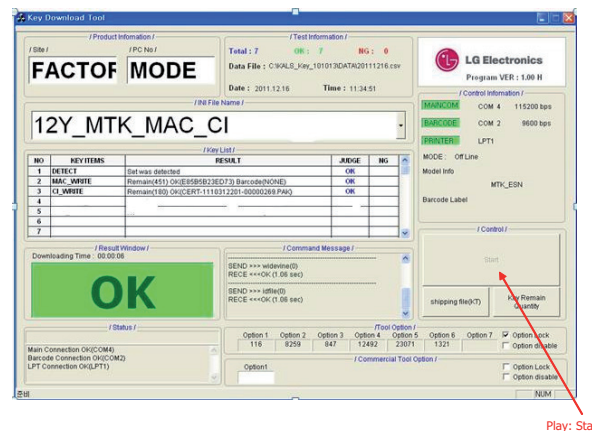 Key Download Tool
/ Product Infomation /
/ Site /
/ PC No /
FACTOF
MODE
/ Test Information /
Total : 7 OK : 7 NG : 0
Data File : C:\KALS_Key_101013\DATA\20111216.csv
Date : 2011.12.16 Time : 11:34:51
LG Electronics
Program VER : 1.00 H
/ INI File Name /
12Y_MTK_MAC_CI
/ Control Infomation /
MAINCOM COM 4 115200 bps
BARCODE COM 2 9600 bps
PRINTER LPT1
MODE : Off Line
Model Info
MTK_ESN
Barcode Label
/ Key List /
NO KEY ITEMS RESULT JUDGE NG
1 DETECT Set was detected OK
2 MAC_WRITE Remain(451) OK(E85B5B23ED73) Barcode(NONE) OK
3 CI_WRITE Remain(180) OK(CERT-1110312201-00000269.PAK) OK
4
5
6
7
/ Result Window /
Downloading Time : 00:00:06
OK
/ Command Message /
SEND >>> widevine(0)
RECE <<<OK (1.06 sec)
SEND >>> idfile(0)
RECE <<<OK (1.06 sec)
/ Control /
Start
shipping file(KT)
Key Remain
Quantity
/ Status /
Main Connection OK(COM4)
Barcode Connection OK(COM2)
LPT Connection OK(LPT1)
/Tool Option /
Option 1 Option 2 Option 3 Option 4 Option 5 Option 6 Option 7 Option Lock
116 8259 847 12492 23071 1321 Option disable
/ Commercial Tool Option /
Option1
Option Lock
Option disable
준비
NUM
Play: Sta